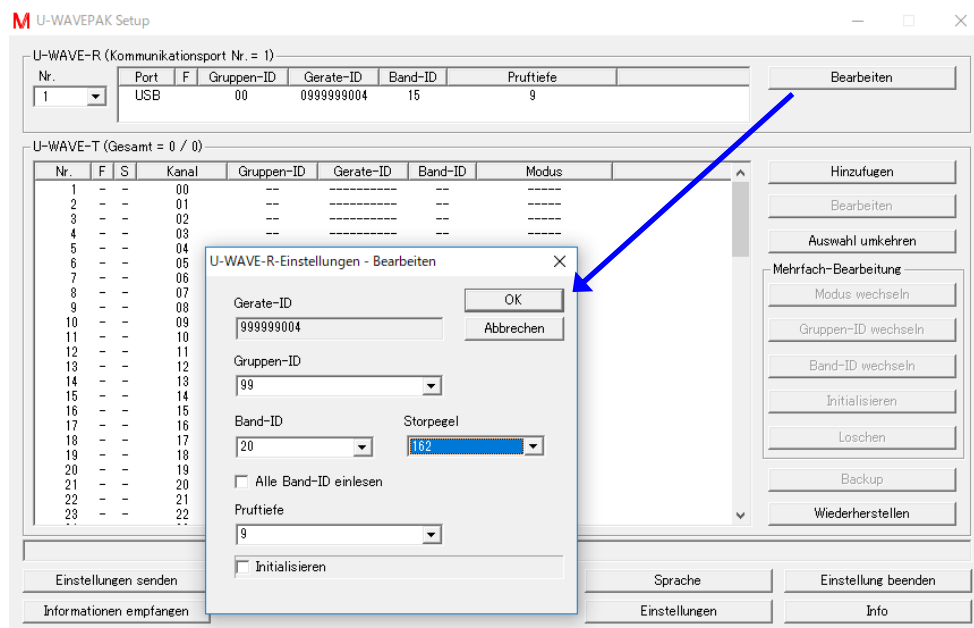 M U-WAVEPAK Setup
U-WAVE-R (Kommunikationsport Nr. = 1)
Nr. Port F Gruppen-ID Gerate-ID Band-ID Pruftiefe
1 USB 00 0999999004 15 9
Bearbeiten
U-WAVE-T (Gesamt = 0 / 0)
Nr. F S Kanal Gruppen-ID Gerate-ID Band-ID Modus
1 - - 00 -- ---------- -- -----
2 - - 01 -- ---------- -- -----
3 - - 02 -- ---------- -- -----
4 - - 03 -- ---------- -- -----
5 - - 04
6 - - 05
7 - - 06
8 - - 07
9 - - 08
10 - - 09
11 - - 10
12 - - 11
13 - - 12
14 - - 13
15 - - 14
16 - - 15
17 - - 16
18 - - 17
19 - - 18
20 - - 19
21 - - 20
22 - - 21
23 - - 22
U-WAVE-R-Einstellungen - Bearbeiten
Gerate-ID
999999004
OK
Abbrechen
Gruppen-ID
99
Band-ID
20
Storpegel
162
Alle Band-ID einlesen
Pruftiefe
9
Initialisieren
Hinzufugen
Bearbeiten
Auswahl umkehren
Mehrfach-Bearbeitung
Modus wechseln
Gruppen-ID wechseln
Band-ID wechseln
Initialisieren
Loschen
Backup
Wiederherstellen
Einstellungen senden
Sprache
Einstellung beenden
Informationen empfangen
Einstellungen
Info